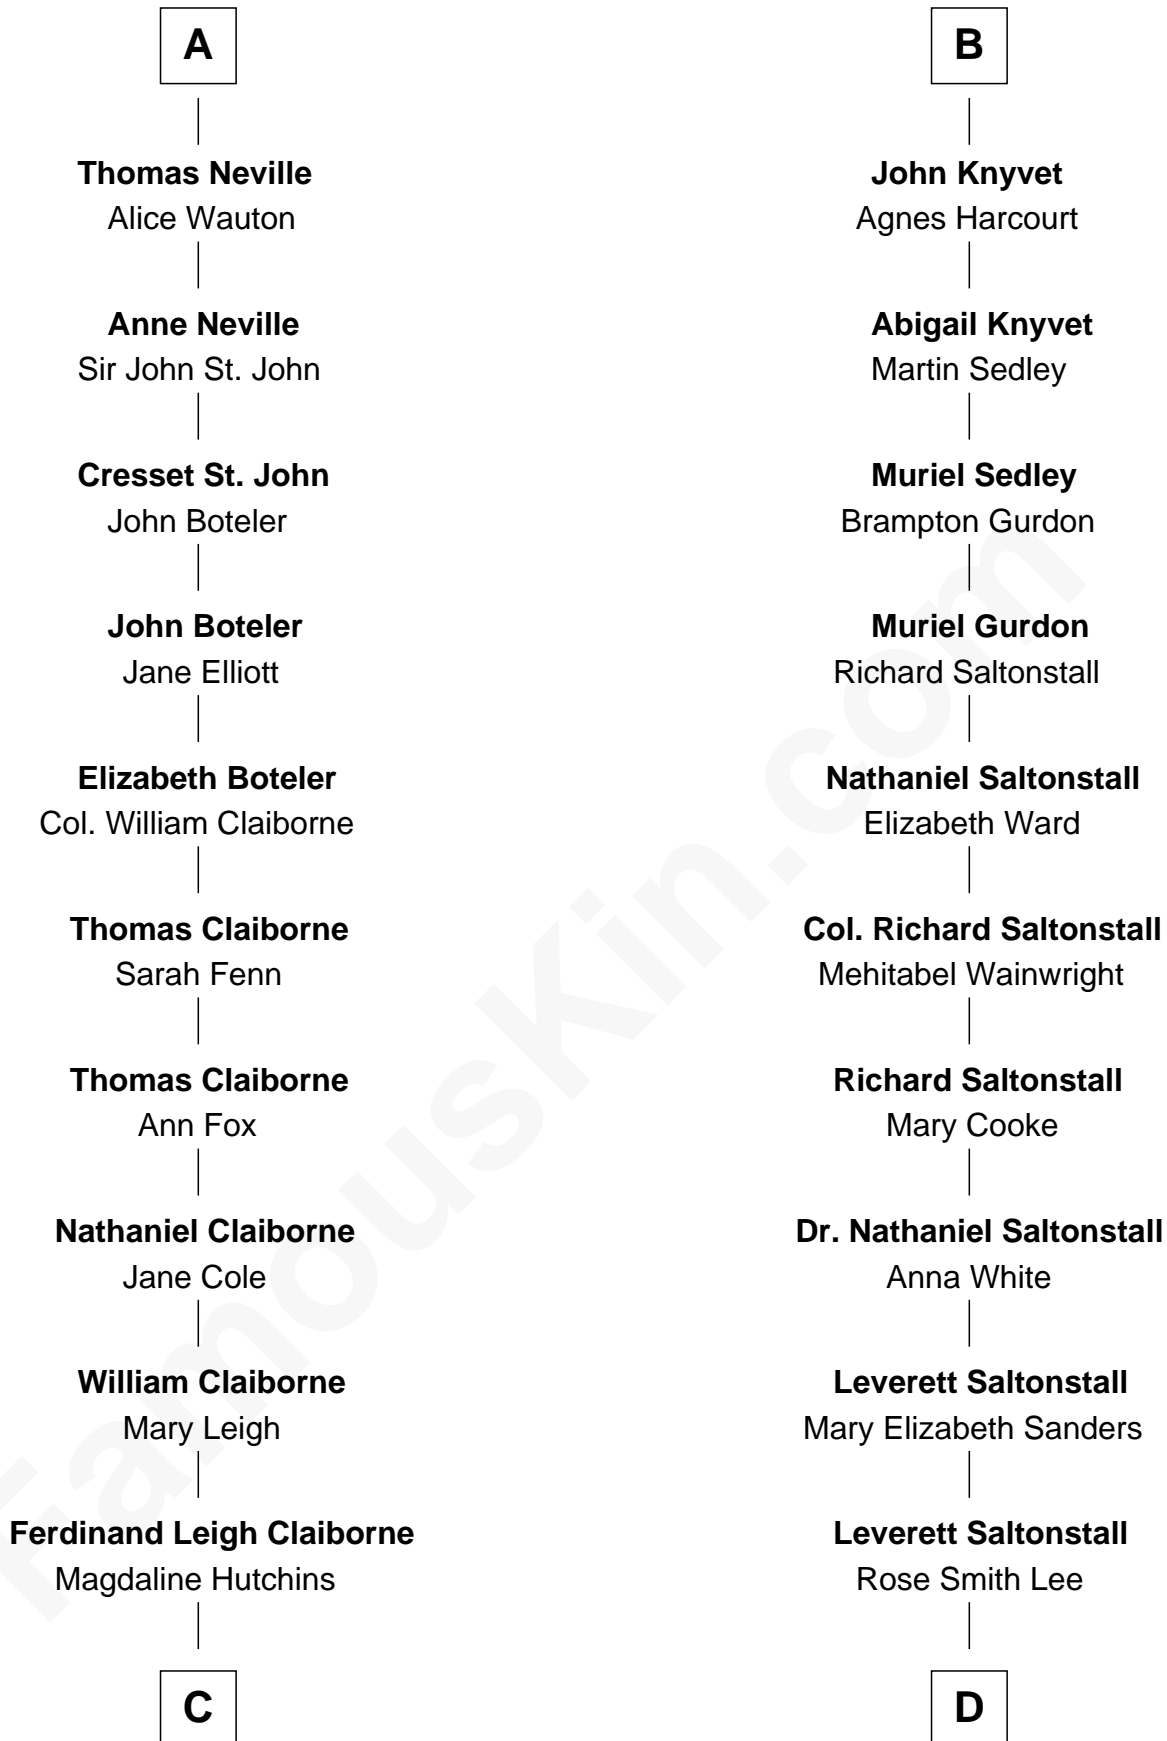 A
Thomas Neville
Alice Wauton
Anne Neville
Sir John St. John
Cresset St. John
John Boteler
John Boteler
Jane Elliott
Elizabeth Boteler
Col. William Claiborne
Thomas Claiborne
Sarah Fenn
Thomas Claiborne
Ann Fox
Nathaniel Claiborne
Jane Cole
William Claiborne
Mary Leigh
Ferdinand Leigh Claiborne
Magdaline Hutchins
C
B
John Knyvet
Agnes Harcourt
Abigail Knyvet
Martin Sedley
Muriel Sedley
Brampton Gurdon
Muriel Gurdon
Richard Saltonstall
Nathaniel Saltonstall
Elizabeth Ward
Col. Richard Saltonstall
Mehitabel Wainwright
Richard Saltonstall
Mary Cooke
Dr. Nathaniel Saltonstall
Anna White
Leverett Saltonstall
Mary Elizabeth Sanders
Leverett Saltonstall
Rose Smith Lee
D
FamousKin.com